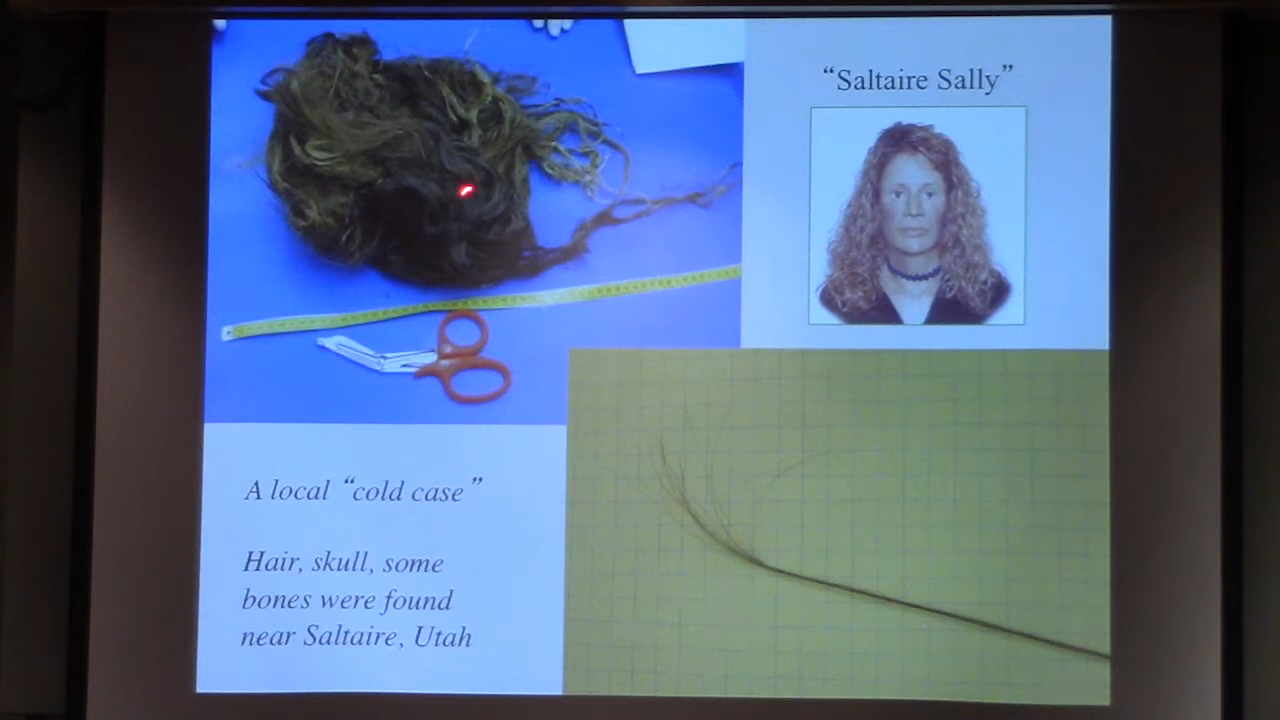 “Saltaire Sally”
A local “cold case”
Hair, skull, some
bones were found
near Saltaire, Utah